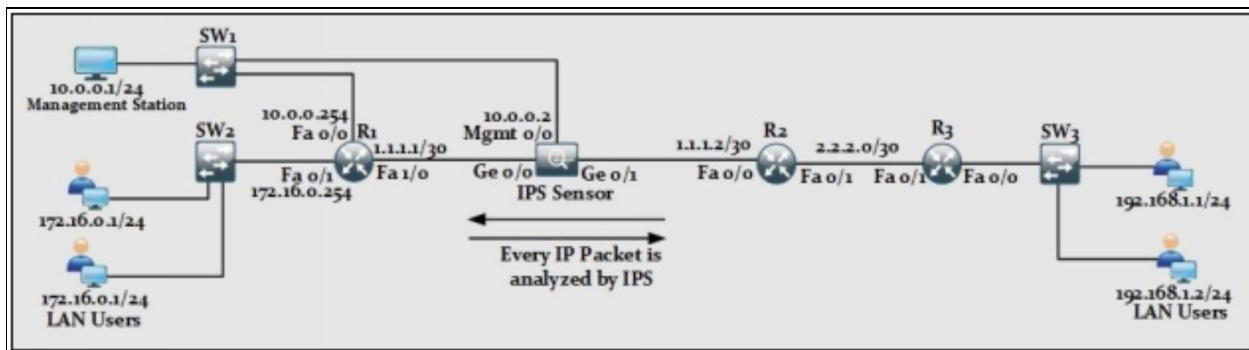 SW1
10.0.0.1/24
Management Station
10.0.0.254
Fa 0/0
R1
1.1.1.1/30
Fa 1/0
SW2
Fa 0/1
172.16.0.254
172.16.0.1/24
172.16.0.1/24
LAN Users
10.0.0.2
Mgmt 0/0
Ge 0/0
Ge 0/1
IPS Sensor
Every IP Packet is
analyzed by IPS
1.1.1.2/30
Fa 0/0
R2
Fa 0/1
2.2.2.0/30
R3
Fa 0/1
Fa 0/0
SW3
192.168.1.1/24
192.168.1.2/24
LAN Users